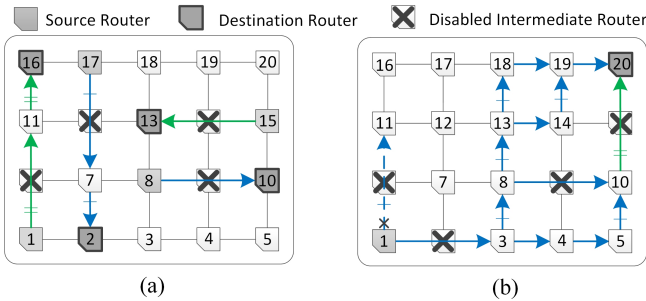 Source Router Destination Router Disabled Intermediate Router
16 17 18 19 20
11 13 15
7 8 10
1 2 3 4 5
(a)
16 17 18 19 20
11 12 13 14
7 8 10
1 3 4 5
(b)